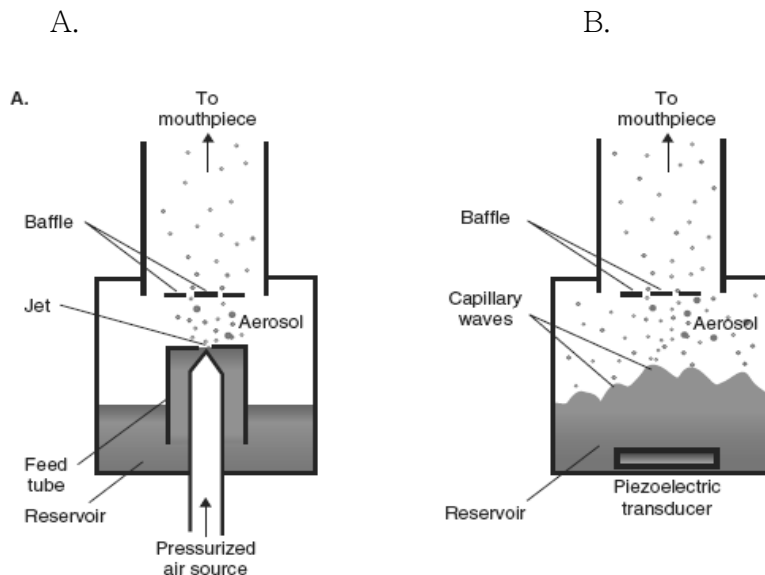 A.
B.
A.
To
mouthpiece
Baffle
Jet
Aerosol
Feed
tube
Reservoir
Pressurized
air source
To
mouthpiece
Baffle
Capillary
waves
Aerosol
Reservoir
Piezoelectric
transducer